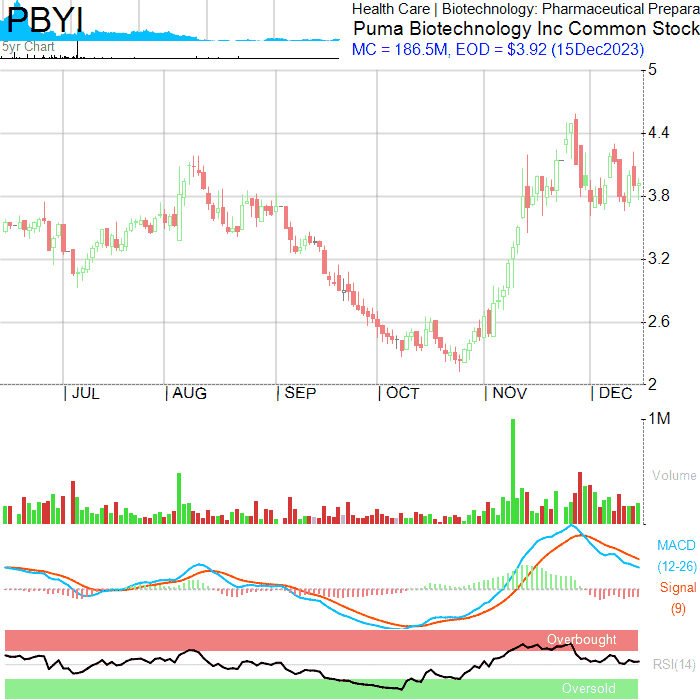 PBYI
5yr Chart
Health Care | Biotechnology: Pharmaceutical Prepara
Puma Biotechnology Inc Common Stock
MC = 186.5M, EOD = $3.92 (15Dec2023)
5
4.4
3.8
3.2
2.6
2
| JUL | AUG | SEP | OCT | NOV | DEC
1M
Volume
MACD
(12-26)
Signal
(9)
Overbought
RSI(14)
Oversold